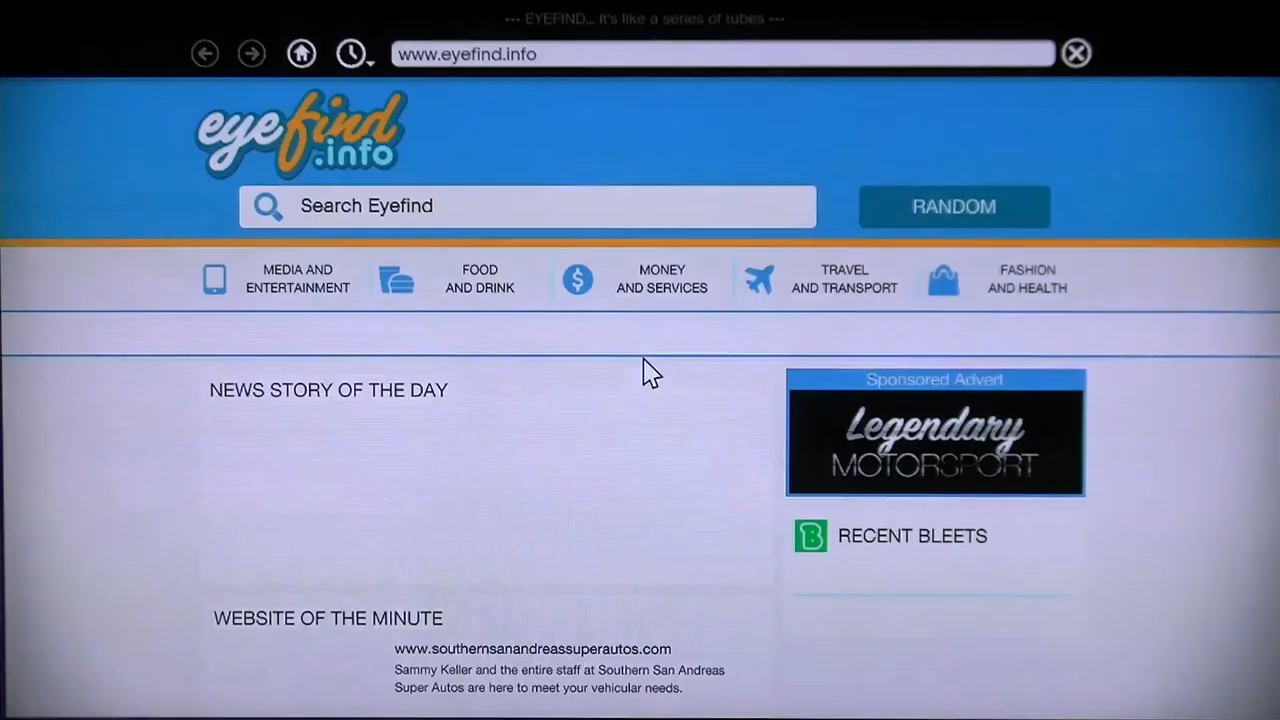 --- EYEFIND... It's like a series of tubes ---
www.eyefind.info
eyefind
.info
Search Eyefind
RANDOM
MEDIA AND
ENTERTAINMENT
FOOD
AND DRINK
MONEY
AND SERVICES
TRAVEL
AND TRANSPORT
FASHION
AND HEALTH
NEWS STORY OF THE DAY
Sponsored Advert
Legendary
MOTORSPORT
RECENT BLEETS
WEBSITE OF THE MINUTE
www.southernsanandreassuperautos.com
Sammy Keller and the entire staff at Southern San Andreas
Super Autos are here to meet your vehicular needs.